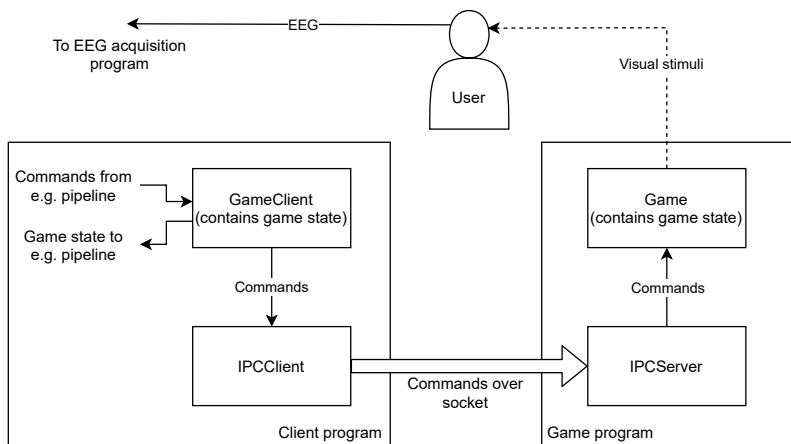 EEG
To EEG acquisition
program
Visual stimuli
User
Commands from
e.g. pipeline
GameClient
(contains game state)
Game state to
e.g. pipeline
Game
(contains game state)
Commands
Commands
IPCClient
Commands over
socket
IPCServer
Client program
Game program